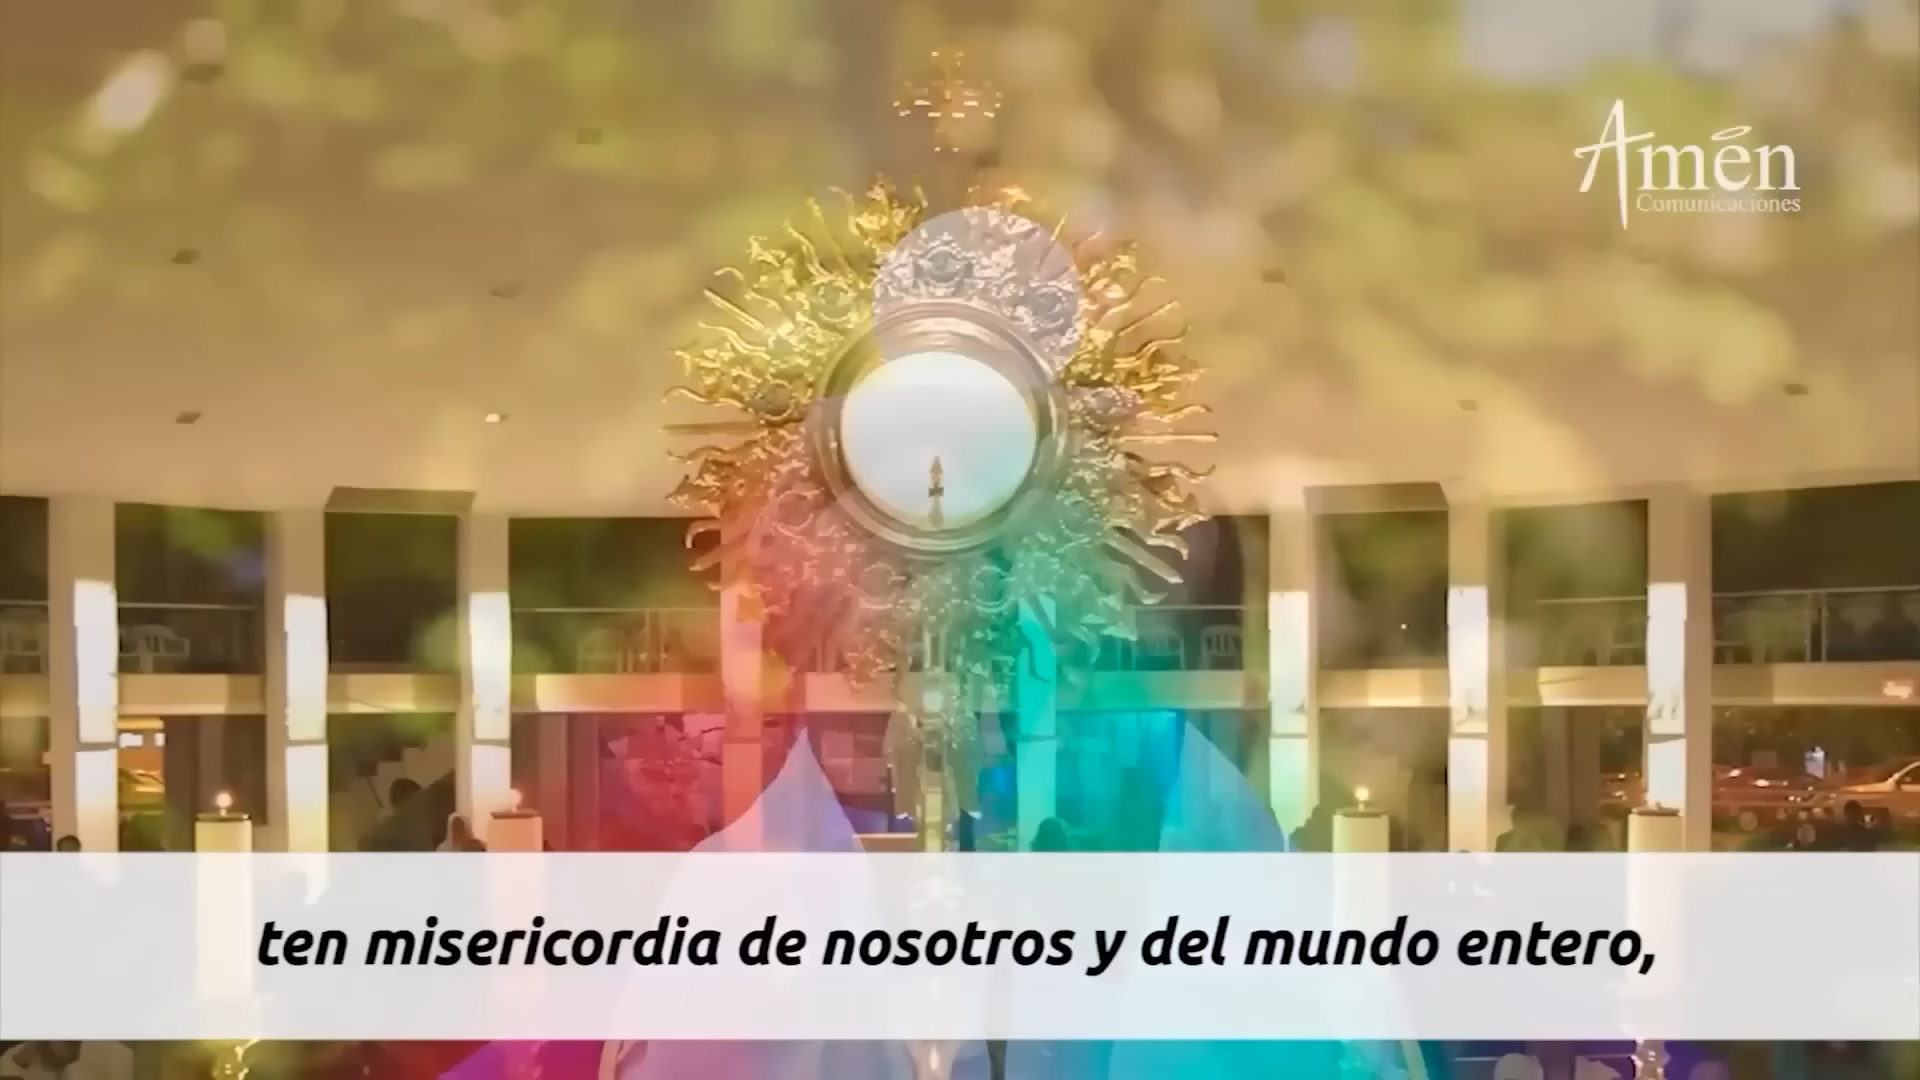 Amén
Comunicaciones
ten misericordia de nosotros y del mundo entero,